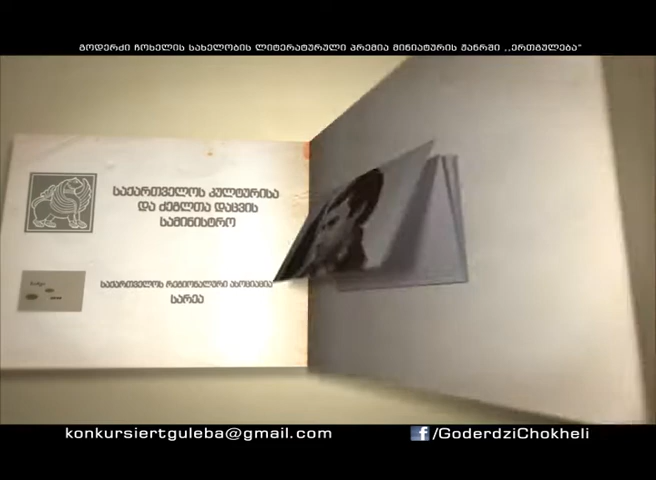 გოდერძი ჩოხელის სახელობის ლიტერატურული პრემია მინიატურის ჟანრში ,,ერთგულება"
საქართველოს კულტურისა
და ძეგლთა დაცვის
სამინისტრო
საქართველოს რეგიონალური ასოციაცია
სარეა
konkursiertguleba@gmail.com
f /GoderdziChokheli